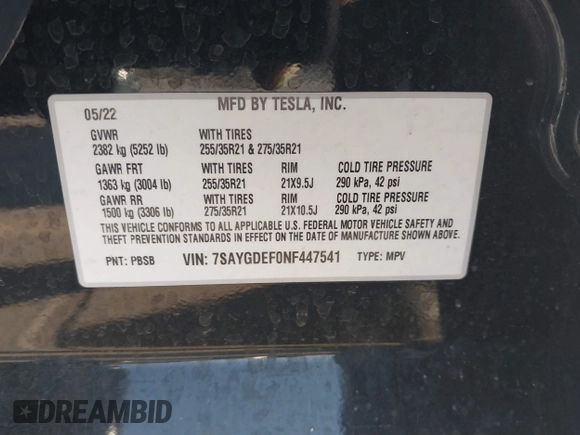 MFD BY TESLA, INC.
05/22
GVWR WITH TIRES
2382 kg (5252 lb) 255/35R21 & 275/35R21
GAWR FRT WITH TIRES RIM COLD TIRE PRESSURE
1363 kg (3004 lb) 255/35R21 21X9.5J 290 kPa, 42 psi
GAWR RR WITH TIRES RIM COLD TIRE PRESSURE
1500 kg (3306 lb) 275/35R21 21X10.5J 290 kPa, 42 psi
THIS VEHICLE CONFORMS TO ALL APPLICABLE U.S. FEDERAL MOTOR VEHICLE SAFETY AND
THEFT PREVENTION STANDARDS IN EFFECT ON THE DATE OF MANUFACTURE SHOWN ABOVE.
PNT: PBSB VIN: 7SAYGDEF0NF447541 TYPE: MPV
DREAMBID